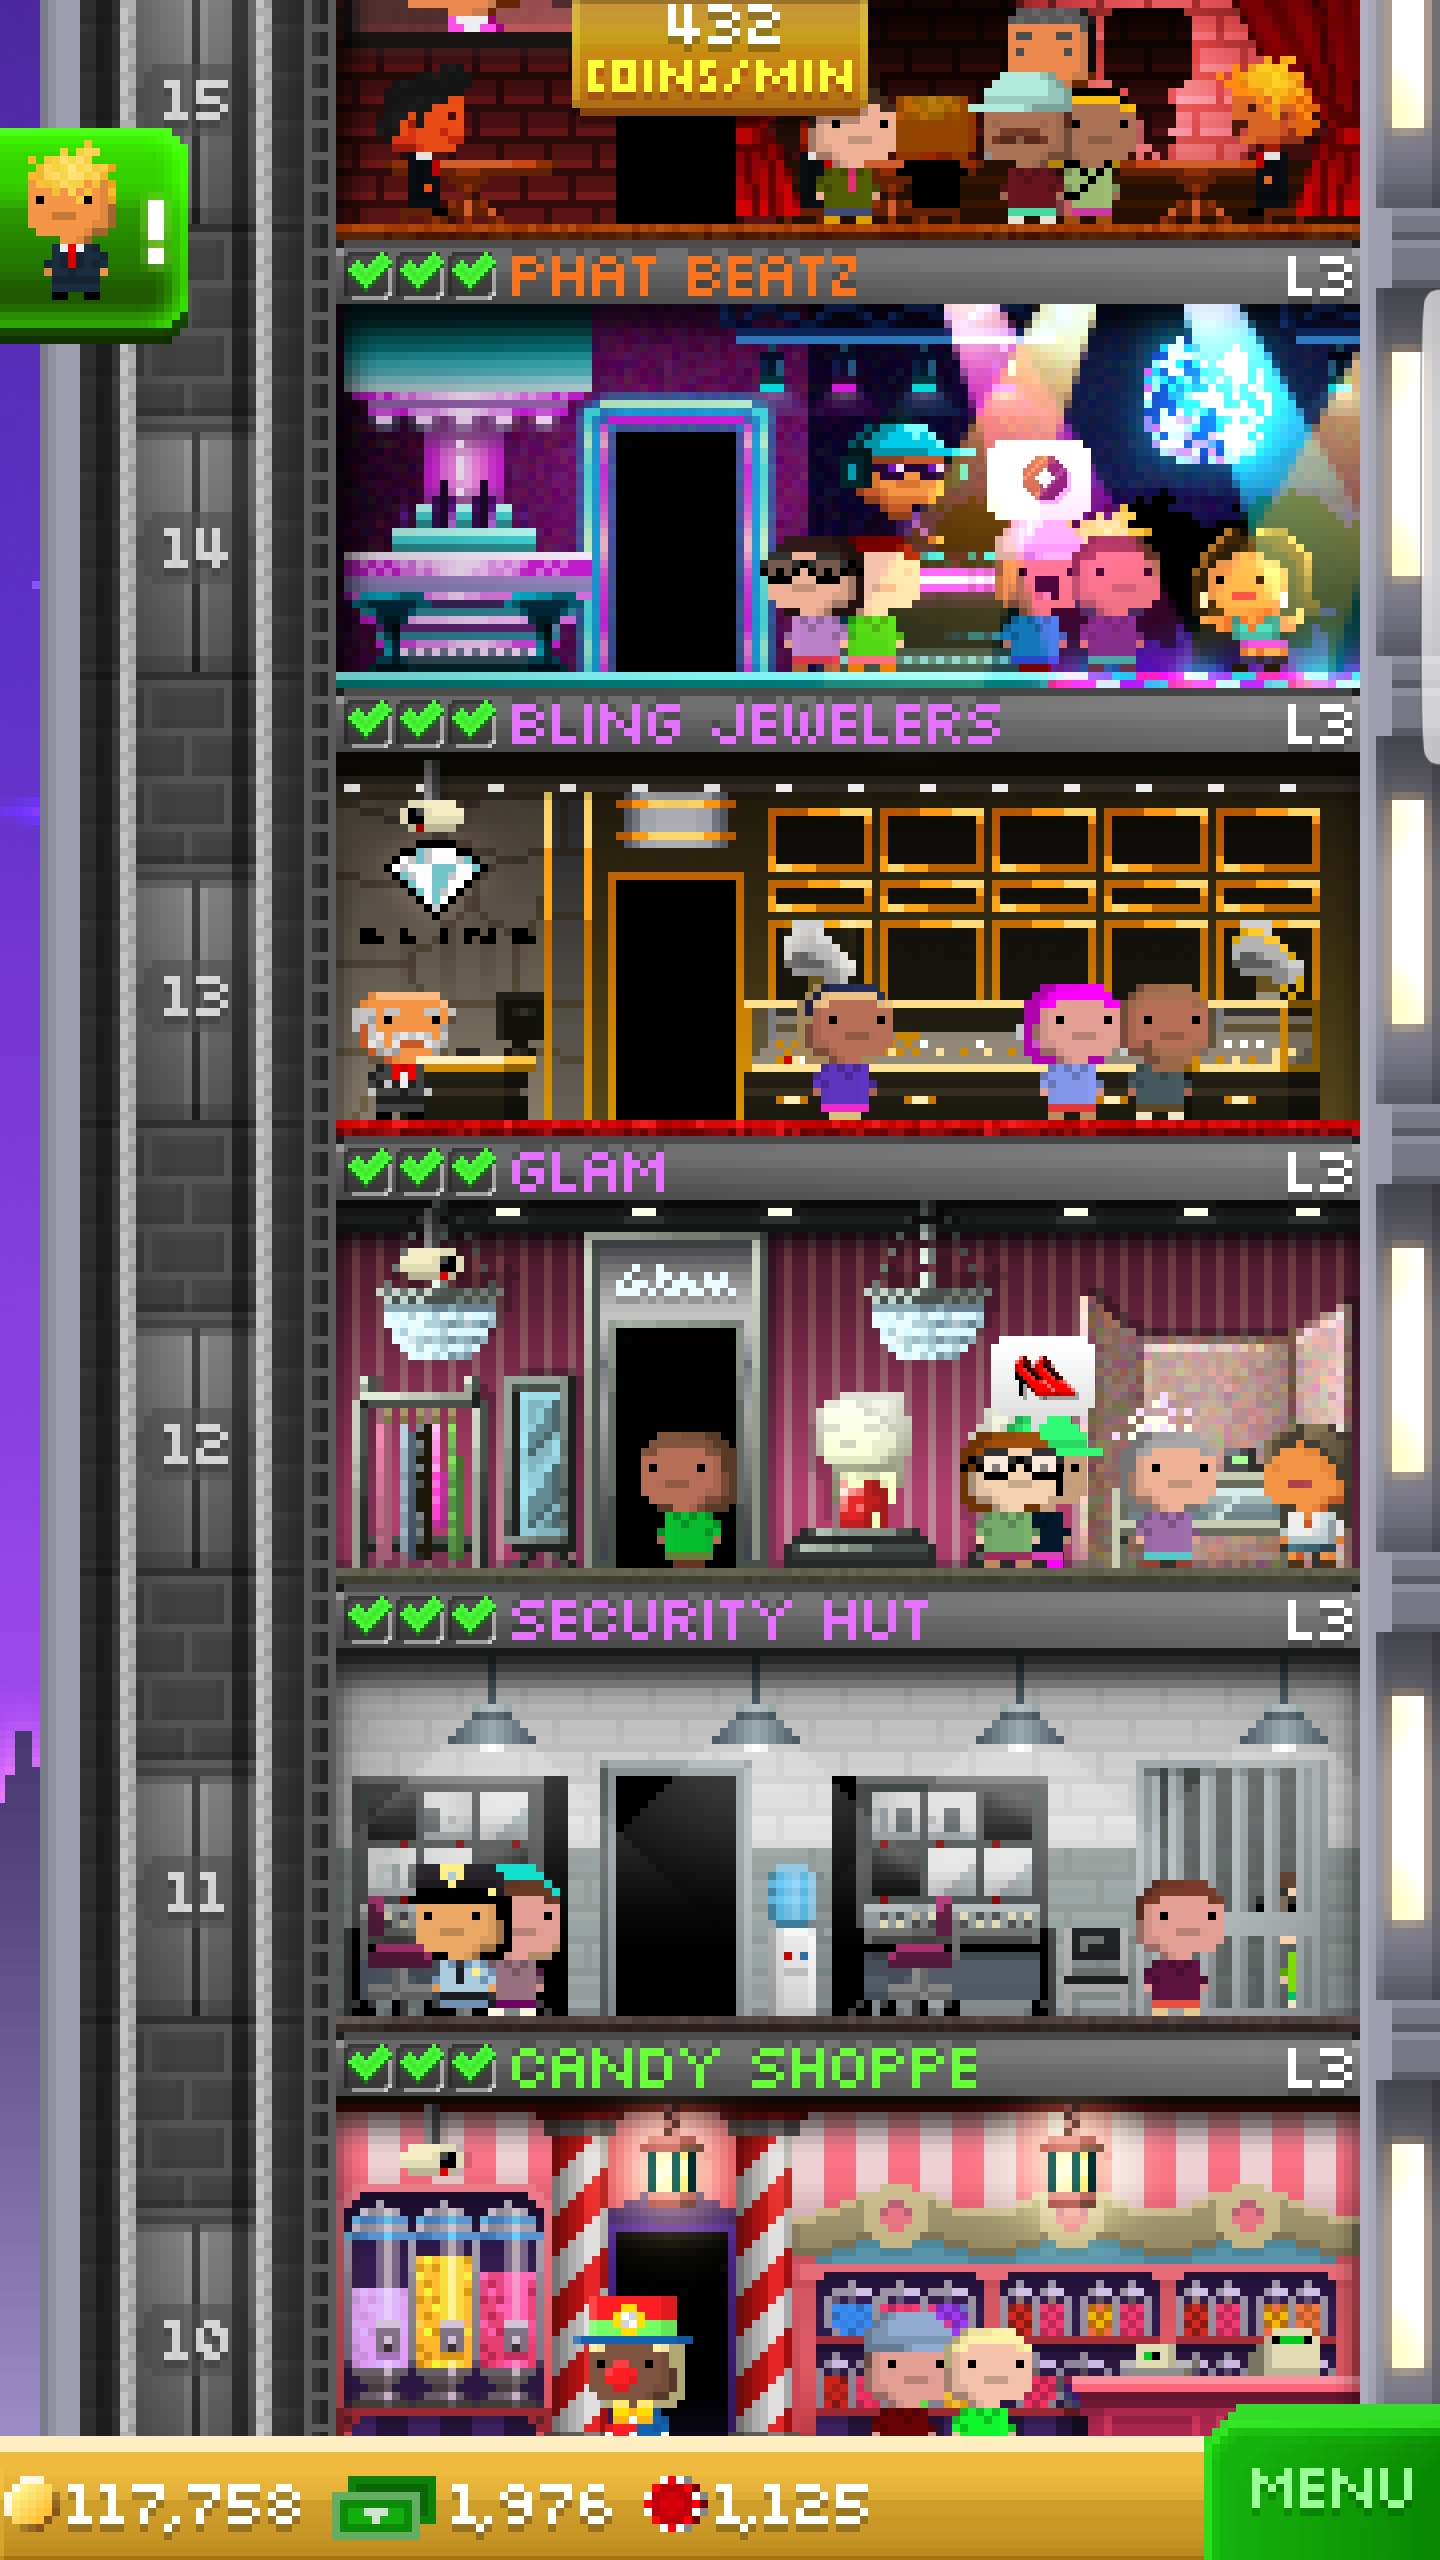 432
COINS/MIN
15
!
PHAT BEATZ L3
14
BLING JEWELERS L3
BLING
13
GLAM L3
Glam
12
SECURITY HUT L3
11
CANDY SHOPPE L3
10
117,758 1,976 1,125
MENU